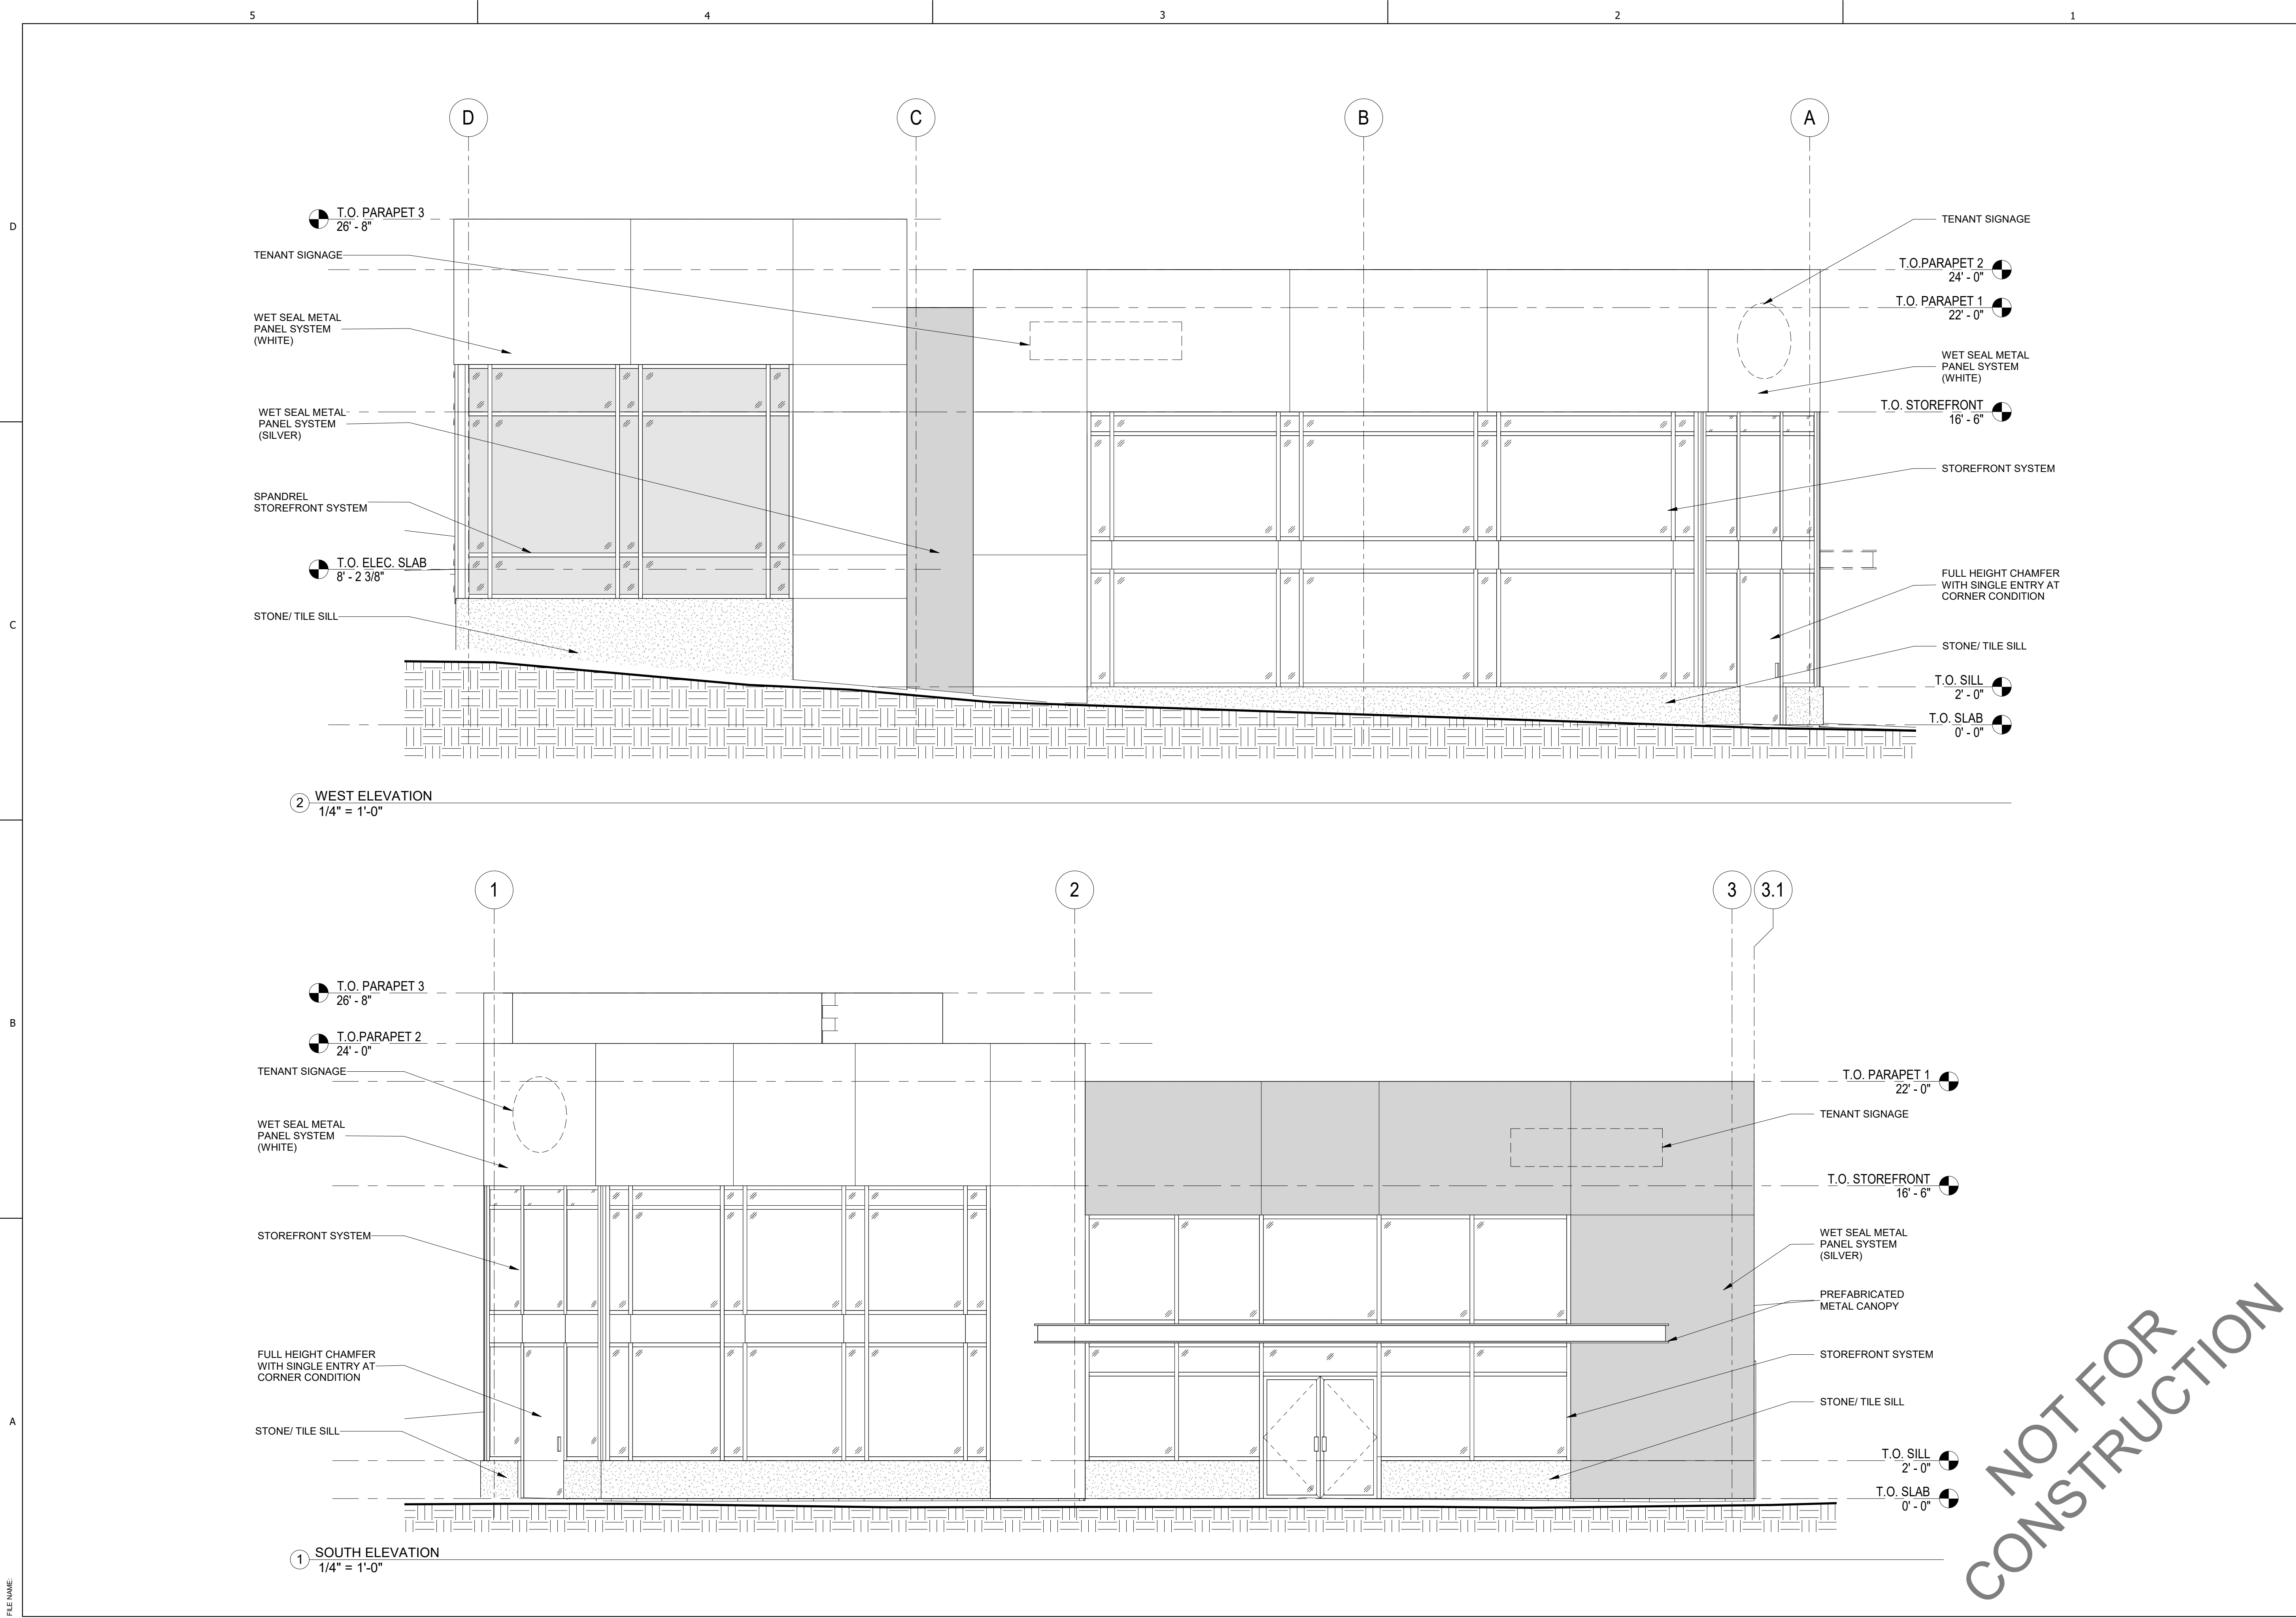 5 4 3 2 1
D
C
B
A
D C B A
T.O. PARAPET 3
26' - 8"
TENANT SIGNAGE
WET SEAL METAL
PANEL SYSTEM
(WHITE)
WET SEAL METAL
PANEL SYSTEM
(SILVER)
SPANDREL
STOREFRONT SYSTEM
T.O. ELEC. SLAB
8' - 2 3/8"
STONE/ TILE SILL
TENANT SIGNAGE
T.O.PARAPET 2
24' - 0"
T.O. PARAPET 1
22' - 0"
WET SEAL METAL
PANEL SYSTEM
(WHITE)
T.O. STOREFRONT
16' - 6"
STOREFRONT SYSTEM
FULL HEIGHT CHAMFER
WITH SINGLE ENTRY AT
CORNER CONDITION
STONE/ TILE SILL
T.O. SILL
2' - 0"
T.O. SLAB
0' - 0"
2 WEST ELEVATION
1/4" = 1'-0"
1 2 3 3.1
T.O. PARAPET 3
26' - 8"
T.O.PARAPET 2
24' - 0"
TENANT SIGNAGE
WET SEAL METAL
PANEL SYSTEM
(WHITE)
STOREFRONT SYSTEM
FULL HEIGHT CHAMFER
WITH SINGLE ENTRY AT
CORNER CONDITION
STONE/ TILE SILL
T.O. PARAPET 1
22' - 0"
TENANT SIGNAGE
T.O. STOREFRONT
16' - 6"
WET SEAL METAL
PANEL SYSTEM
(SILVER)
PREFABRICATED
METAL CANOPY
STOREFRONT SYSTEM
STONE/ TILE SILL
T.O. SILL
2' - 0"
T.O. SLAB
0' - 0"
1 SOUTH ELEVATION
1/4" = 1'-0"
NOT FOR
CONSTRUCTION
FILE NAME: